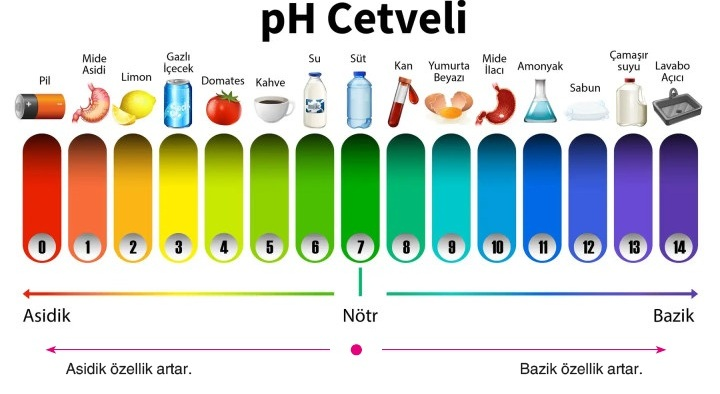 pH Cetveli
Pil
Mide
Asidi
Limon
Gazlı
İçecek
Domates
Kahve
Su
Süt
Kan
Yumurta
Beyazı
Mide
İlacı
Amonyak
Sabun
Çamaşır
suyu
Lavabo
Açıcı
0 1 2 3 4 5 6 7 8 9 10 11 12 13 14
Asidik Nötr Bazik
Asidik özellik artar. Bazik özellik artar.